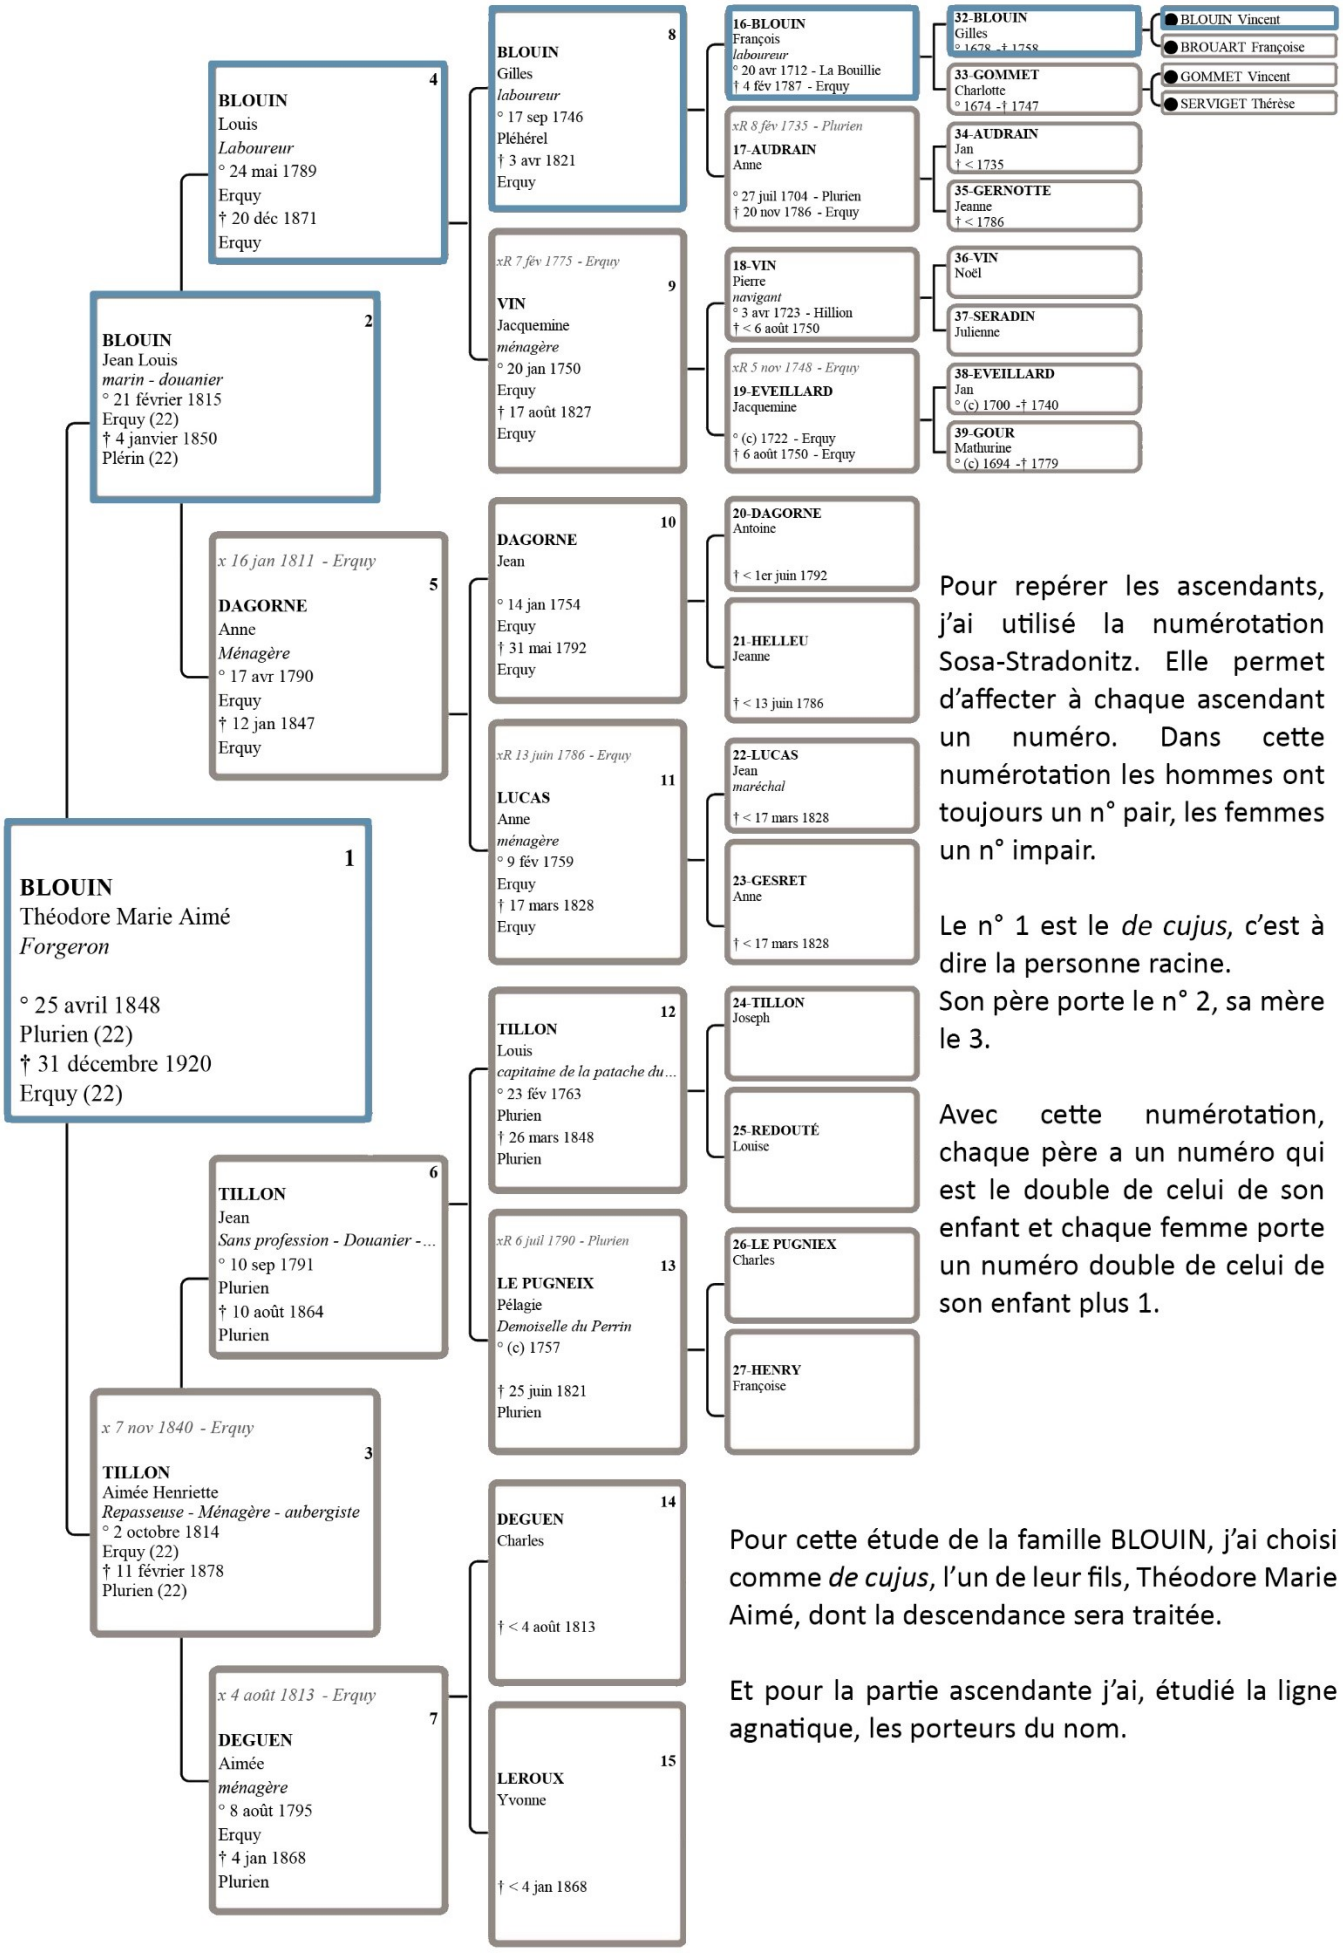 1
BLOUIN
Théodore Marie Aimé
Forgeron
° 25 avril 1848
Plurien (22)
† 31 décembre 1920
Erquy (22)
2
BLOUIN
Jean Louis
marin - douanier
° 21 février 1815
Erquy (22)
† 4 janvier 1850
Plérin (22)
x 7 nov 1840 - Erquy
3
TILLON
Aimée Henriette
Repasseuse - Ménagère - aubergiste
° 2 octobre 1814
Erquy (22)
† 11 février 1878
Plurien (22)
4
BLOUIN
Louis
Laboureur
° 24 mai 1789
Erquy
† 20 déc 1871
Erquy
x 16 jan 1811 - Erquy
5
DAGORNE
Anne
Ménagère
° 17 avr 1790
Erquy
† 12 jan 1847
Erquy
6
TILLON
Jean
Sans profession - Douanier -...
° 10 sep 1791
Plurien
† 10 août 1864
Plurien
x 4 août 1813 - Erquy
7
DEGUEN
Aimée
ménagère
° 8 août 1795
Erquy
† 4 jan 1868
Plurien
8
BLOUIN
Gilles
laboureur
° 17 sep 1746
Pléhérel
† 3 avr 1821
Erquy
xR 7 fév 1775 - Erquy
9
VIN
Jacquemine
ménagère
° 20 jan 1750
Erquy
† 17 août 1827
Erquy
10
DAGORNE
Jean
° 14 jan 1754
Erquy
† 31 mai 1792
Erquy
xR 13 juin 1786 - Erquy
11
LUCAS
Anne
ménagère
° 9 fév 1759
Erquy
† 17 mars 1828
Erquy
12
TILLON
Louis
capitaine de la patache du...
° 23 fév 1763
Plurien
† 26 mars 1848
Plurien
xR 6 juil 1790 - Plurien
13
LE PUGNEIX
Pélagie
Demoiselle du Perrin
° (c) 1757
† 25 juin 1821
Plurien
14
DEGUEN
Charles
† < 4 août 1813
15
LEROUX
Yvonne
† < 4 jan 1868
16-BLOUIN
François
laboureur
° 20 avr 1712 - La Bouillie
† 4 fév 1787 - Erquy
xR 8 fév 1735 - Plurien
17-AUDRAIN
Anne
° 27 juil 1704 - Plurien
† 20 nov 1786 - Erquy
18-VIN
Pierre
navigant
° 3 avr 1723 - Hillion
† < 6 août 1750
xR 5 nov 1748 - Erquy
19-EVEILLARD
Jacquemine
° (c) 1722 - Erquy
† 6 août 1750 - Erquy
20-DAGORNE
Antoine
† < 1er juin 1792
21-HELLEU
Jeanne
† < 13 juin 1786
22-LUCAS
Jean
maréchal
† < 17 mars 1828
23-GESRET
Anne
† < 17 mars 1828
24-TILLON
Joseph
25-REDOUTÉ
Louise
26-LE PUGNIEX
Charles
27-HENRY
Françoise
32-BLOUIN
Gilles
° 1678 -† 1758
33-GOMMET
Charlotte
° 1674 -† 1747
34-AUDRAIN
Jan
† < 1735
35-GERNOTTE
Jeanne
† < 1786
36-VIN
Noël
37-SERADIN
Julienne
38-EVEILLARD
Jan
° (c) 1700 -† 1740
39-GOUR
Mathurine
° (c) 1694 -† 1779
BLOUIN Vincent
BROUART Françoise
GOMMET Vincent
SERVIGET Thérèse
Pour repérer les ascendants,
j'ai utilisé la numérotation
Sosa-Stradonitz. Elle permet
d'affecter à chaque ascendant
un numéro. Dans cette
numérotation les hommes ont
toujours un n° pair, les femmes
un n° impair.
Le n° 1 est le de cujus, c'est à
dire la personne racine.
Son père porte le n° 2, sa mère
le 3.
Avec cette numérotation,
chaque père a un numéro qui
est le double de celui de son
enfant et chaque femme porte
un numéro double de celui de
son enfant plus 1.
Pour cette étude de la famille BLOUIN, j'ai choisi
comme de cujus, l'un de leur fils, Théodore Marie
Aimé, dont la descendance sera traitée.
Et pour la partie ascendante j'ai, étudié la ligne
agnatique, les porteurs du nom.